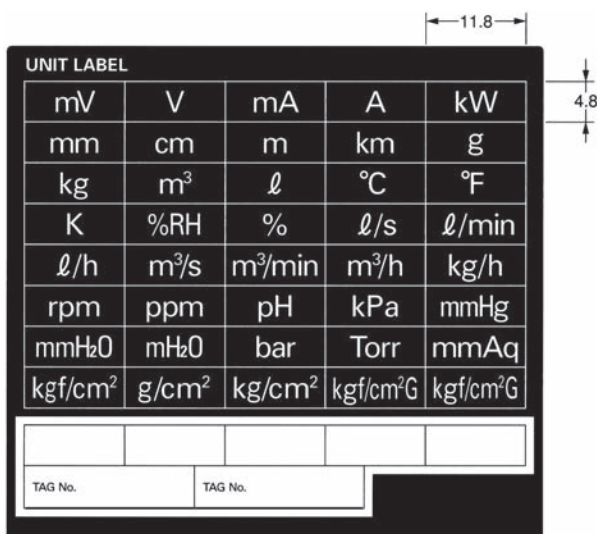 11.8
UNIT LABEL
4.8
mV V mA A kW
mm cm m km g
kg m³ ℓ °C °F
K %RH % ℓ/s ℓ/min
ℓ/h m³/s m³/min m³/h kg/h
rpm ppm pH kPa mmHg
mmH₂O mH₂O bar Torr mmAq
kgf/cm² g/cm² kg/cm² kgf/cm²G kgf/cm²G
TAG No. TAG No.